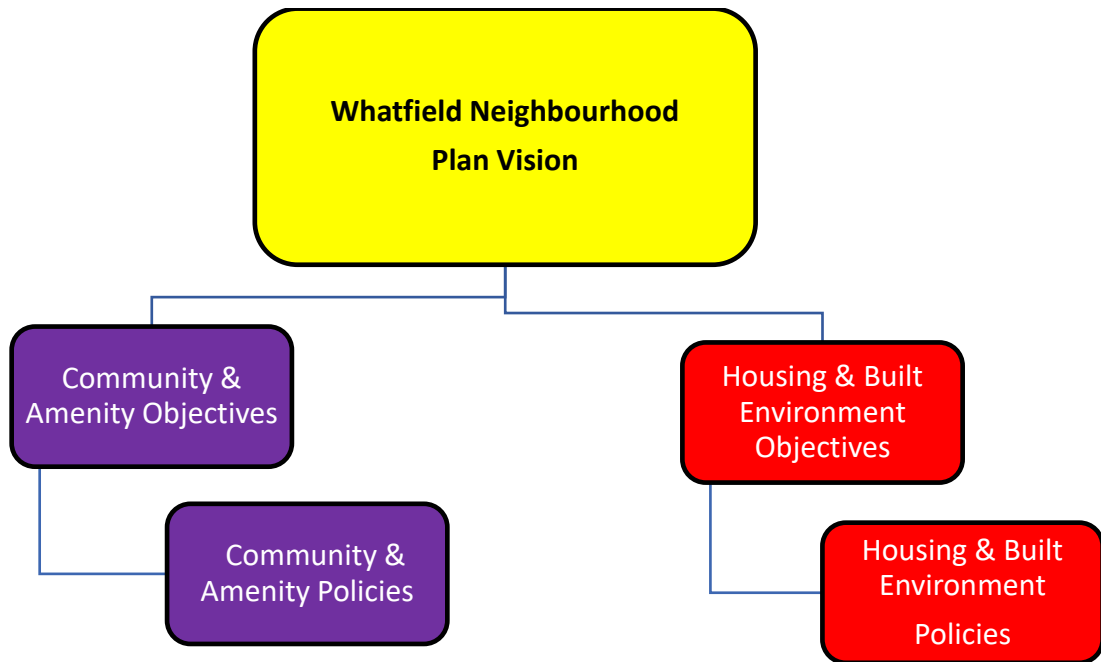 Whatfield Neighbourhood
Plan Vision
Community &
Amenity Objectives
Housing & Built
Environment
Objectives
Community &
Amenity Policies
Housing & Built
Environment
Policies